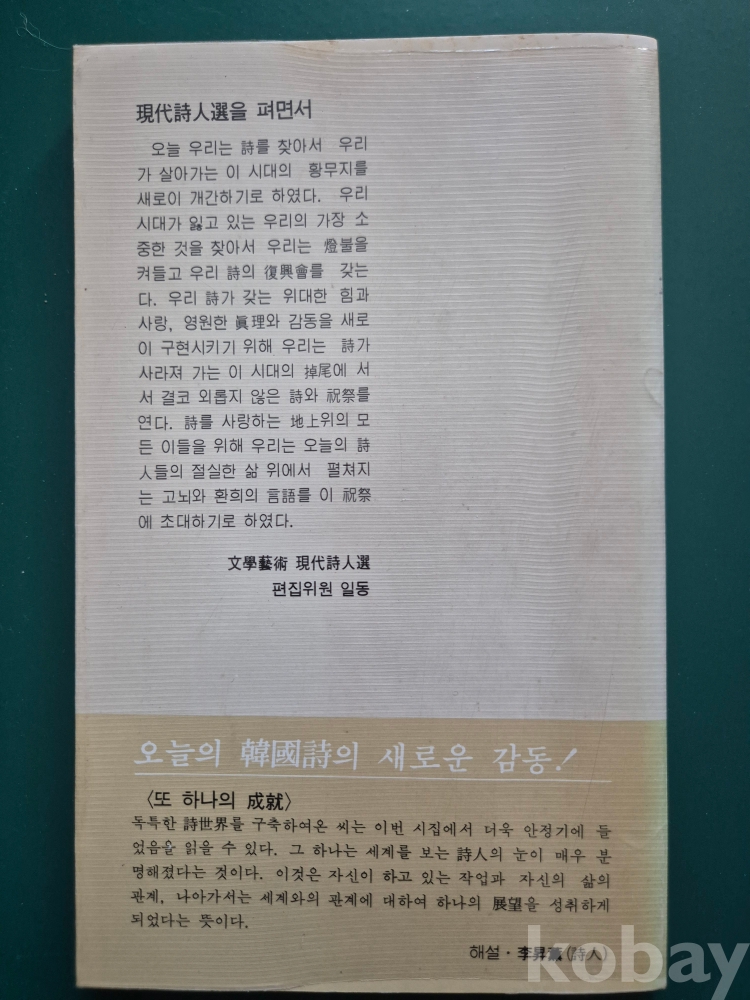 現代詩人選을 펴면서
오늘 우리는 詩를 찾아서 우리
가 살아가는 이 시대의 황무지를
새로이 개간하기로 하였다. 우리
시대가 잃고 있는 우리의 가장 소
중한 것을 찾아서 우리는 燈불을
켜들고 우리 詩의 復興會를 갖는
다. 우리 詩가 갖는 위대한 힘과
사랑, 영원한 眞理와 감동을 새로
이 구현시키기 위해 우리는 詩가
사라져 가는 이 시대의 掉尾에 서
서 결코 외롭지 않은 詩와 祝祭를
연다. 詩를 사랑하는 地上위의 모
든 이들을 위해 우리는 오늘의 詩
人들의 절실한 삶 위에서 펼쳐지
는 고뇌와 환희의 言語를 이 祝祭
에 초대하기로 하였다.
文學藝術 現代詩人選
편집위원 일동
오늘의 韓國詩의 새로운 감동!
〈또 하나의 成就〉
독특한 詩世界를 구축하여온 씨는 이번 시집에서 더욱 안정기에 들
었음을 읽을 수 있다. 그 하나는 세계를 보는 詩人의 눈이 매우 분
명해졌다는 것이다. 이것은 자신이 하고 있는 작업과 자신의 삶의
관계, 나아가서는 세계와의 관계에 대하여 하나의 展望을 성취하게
되었다는 뜻이다.
해설·李昇薰(詩人)
kobay